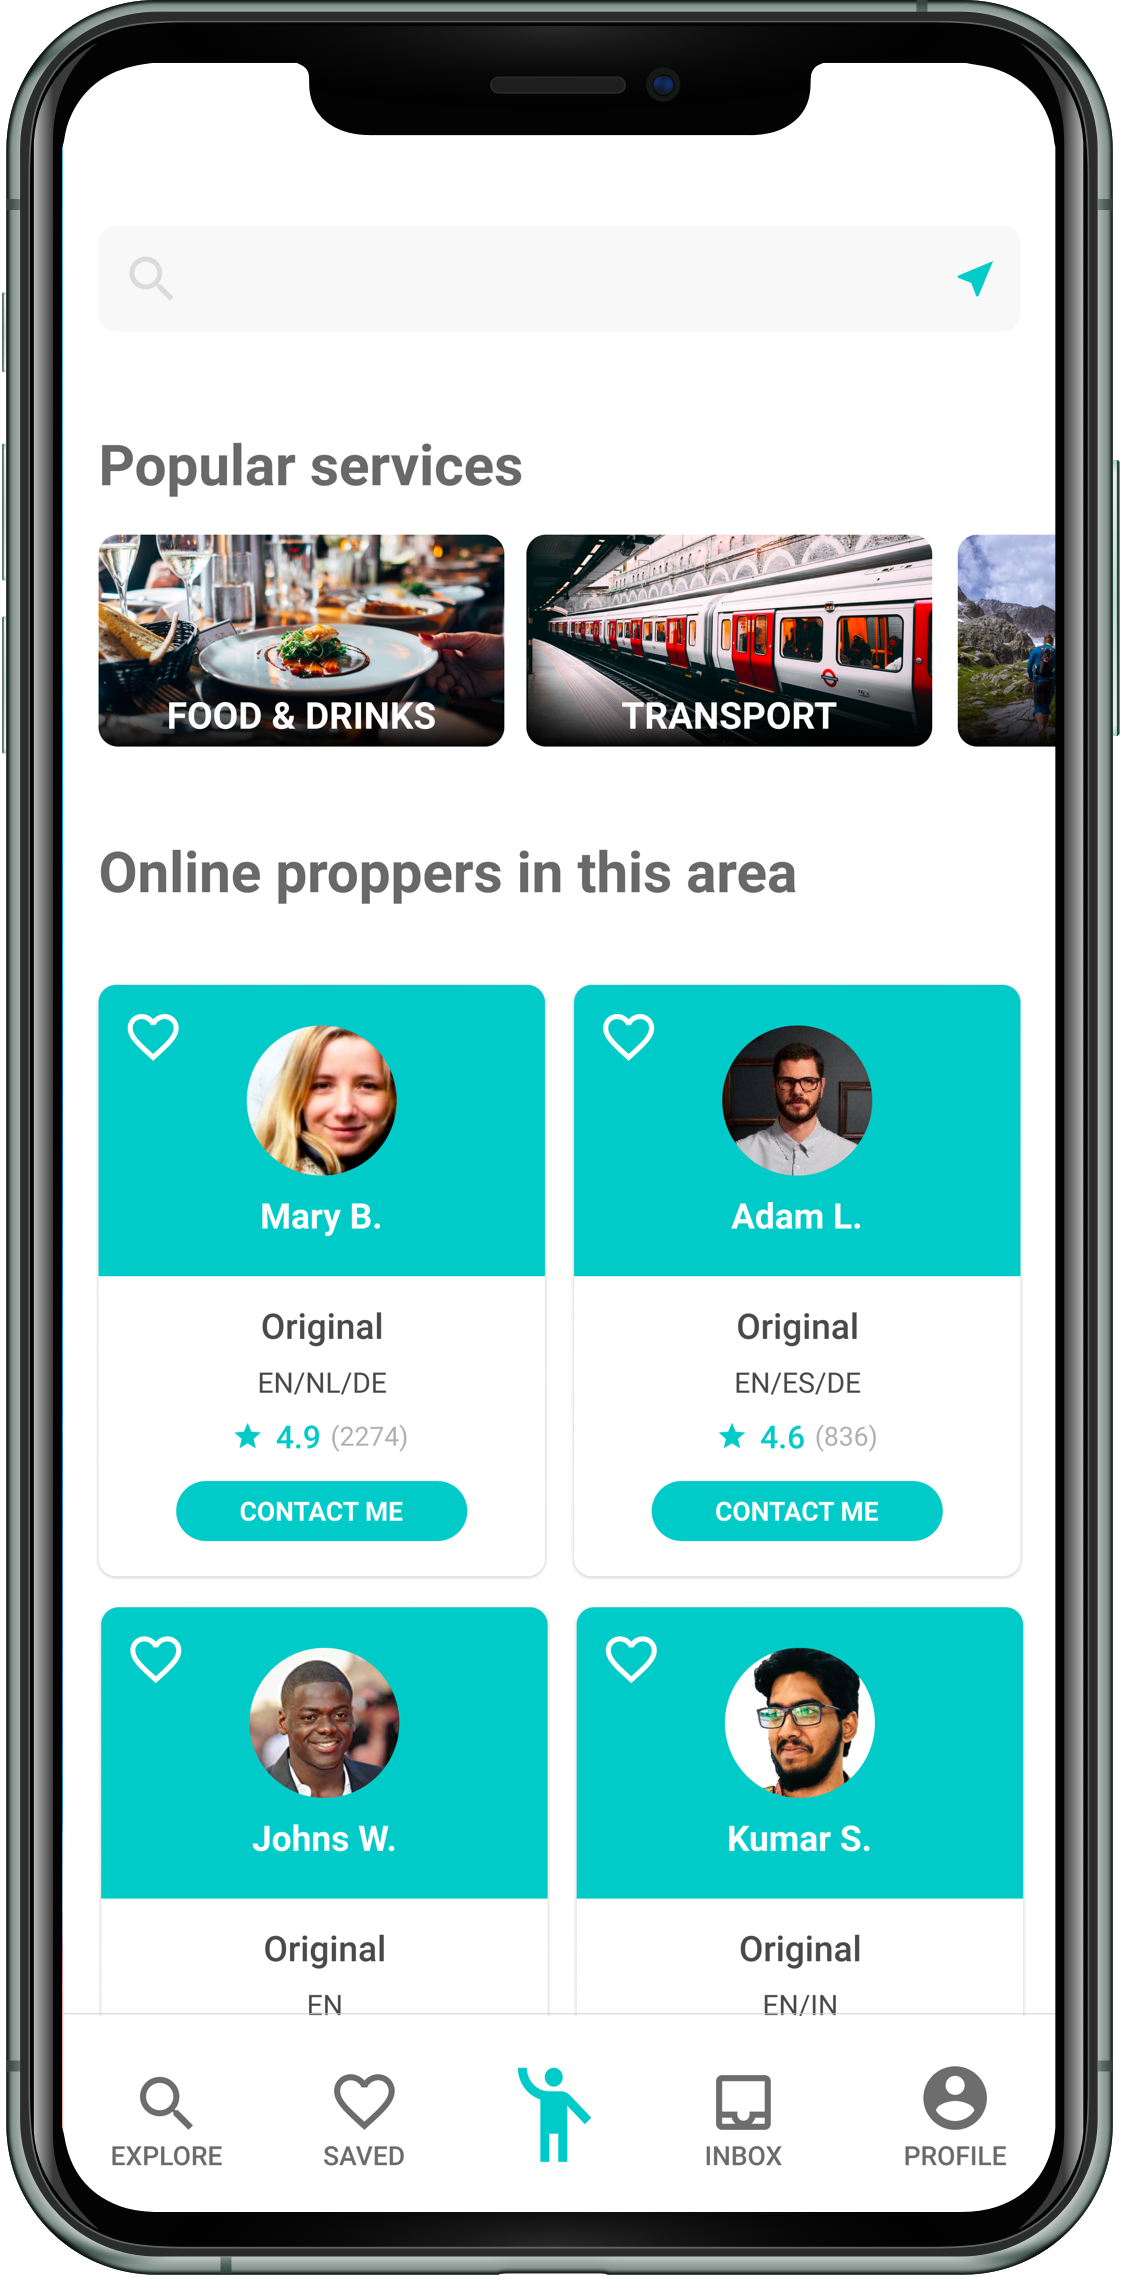 Popular services
FOOD & DRINKS
TRANSPORT
Online proppers in this area
Mary B.
Original
EN/NL/DE
4.9 (2274)
CONTACT ME
Adam L.
Original
EN/ES/DE
4.6 (836)
CONTACT ME
Johns W.
Original
EN
Kumar S.
Original
EN/IN
EXPLORE
SAVED
INBOX
PROFILE